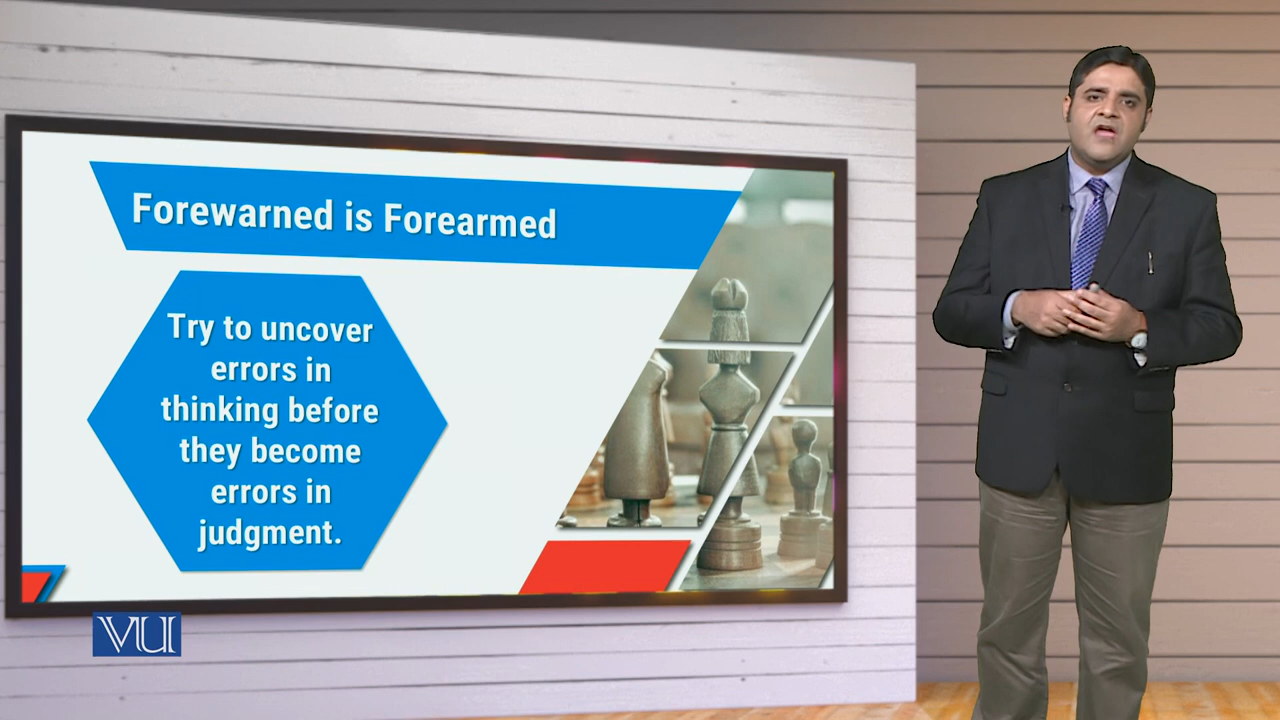 Forewarned is Forearmed
Try to uncover
errors in
thinking before
they become
errors in
judgment.
VU